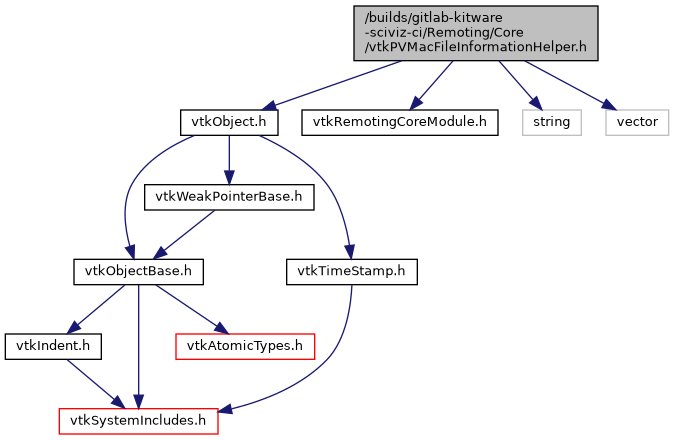 /builds/gitlab-kitware
-sciviz-ci/Remoting/Core
/vtkPVMacFileInformationHelper.h
vtkObject.h
vtkRemotingCoreModule.h
string
vector
vtkWeakPointerBase.h
vtkObjectBase.h
vtkTimeStamp.h
vtkIndent.h
vtkAtomicTypes.h
vtkSystemIncludes.h